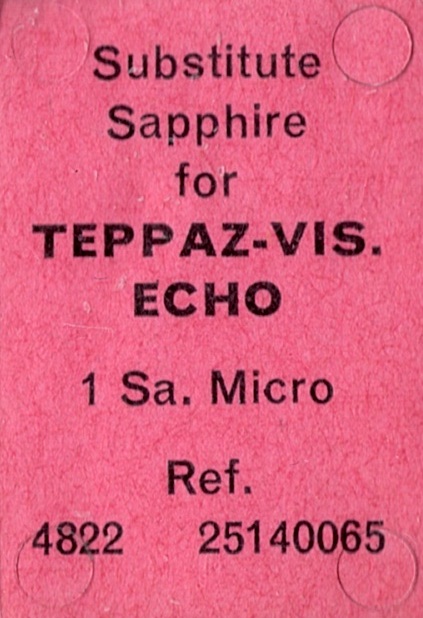 Substitute
Sapphire
for
TEPPAZ-VIS.
ECHO
1 Sa. Micro
Ref.
4822 25140065